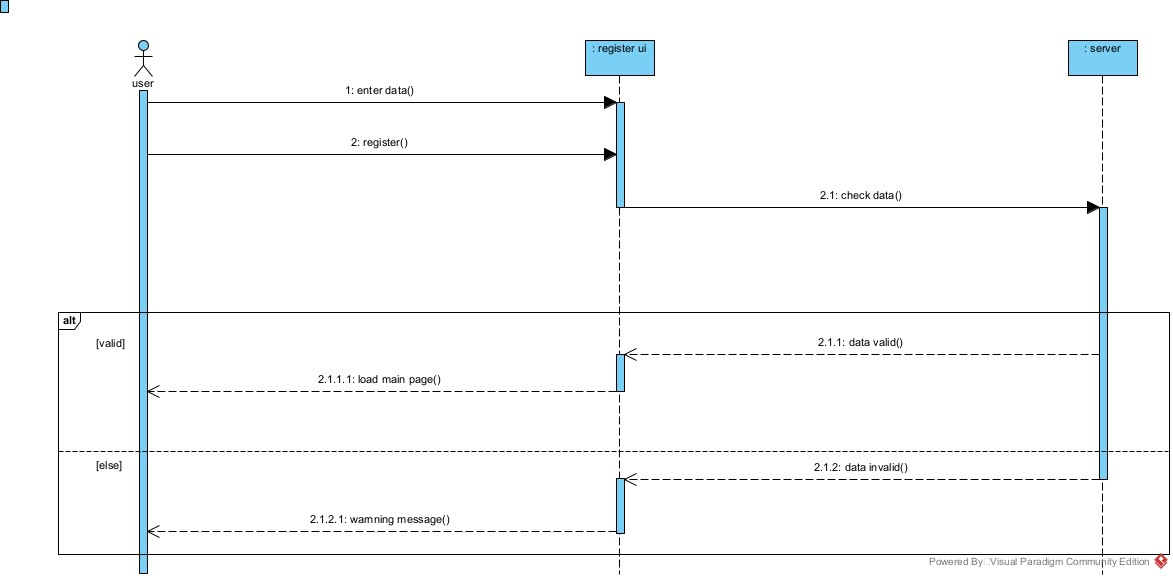 : register ui
: server
user
1: enter data()
2: register()
2.1: check data()
alt
[valid]
2.1.1: data valid()
2.1.1.1: load main page()
[else]
2.1.2: data invalid()
2.1.2.1: warnning message()
Powered By Visual Paradigm Community Edition